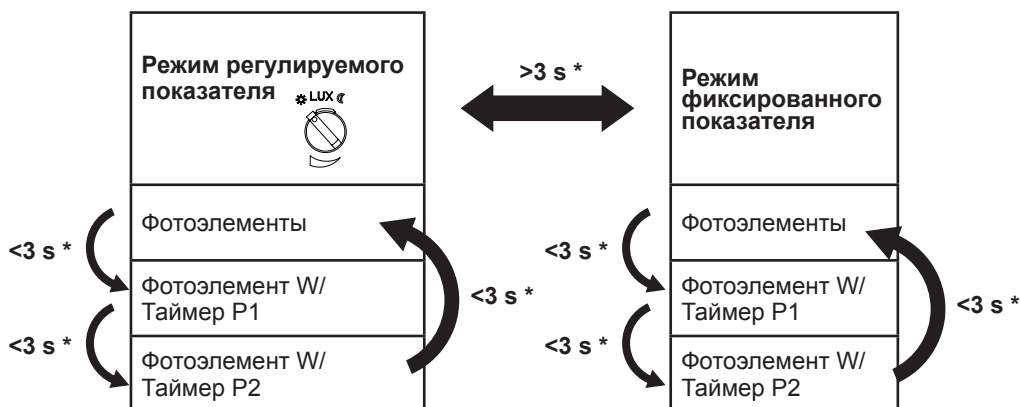 Режим регулируемого
показателя
LUX
>3 s *
Режим
фиксированного
показателя
Фотоэлементы
<3 s *
Фотоэлемент W/
Таймер P1
<3 s *
<3 s *
Фотоэлемент W/
Таймер P2
Фотоэлементы
<3 s *
Фотоэлемент W/
Таймер P1
<3 s *
<3 s *
Фотоэлемент W/
Таймер P2